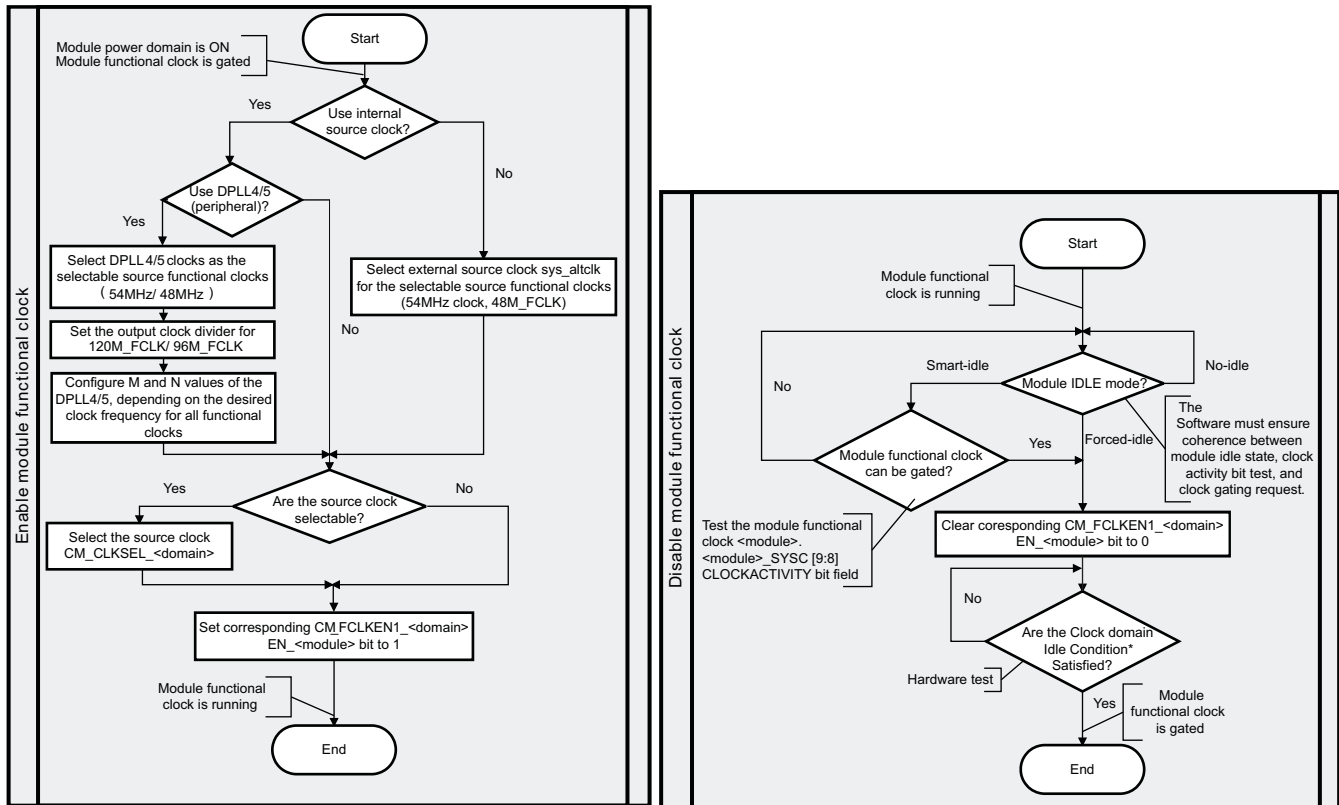 Enable module functional clock
Start
Module power domain is ON
Module functional clock is gated
Use internal
source clock?
Yes
No
Use DPLL4/5
(peripheral)?
Yes
No
Select DPLL4/5 clocks as the
selectable source functional clocks
( 54MHz/ 48MHz )
Select external source clock sys_altclk
for the selectable source functional clocks
(54MHz clock, 48M_FCLK)
Set the output clock divider for
120M_FCLK/ 96M_FCLK
Configure M and N values of the
DPLL4/5, depending on the desired
clock frequency for all functional
clocks
Are the source clock
selectable?
Yes
No
Select the source clock
CM_CLKSEL_<domain>
Set corresponding CM_FCLKEN1_<domain>
EN_<module> bit to 1
Module functional
clock is running
End
Disable module functional clock
Start
Module functional
clock is running
Module IDLE mode?
Smart-idle
No-idle
Forced-idle
The
Software must ensure
coherence between
module idle state, clock
activity bit test, and
clock gating request.
Module functional clock
can be gated?
No
Yes
Test the module functional
clock <module>.
<module>_SYSC [9:8]
CLOCKACTIVITY bit field
Clear coresponding CM_FCLKEN1_<domain>
EN_<module> bit to 0
Are the Clock domain
Idle Condition*
Satisfied?
No
Hardware test
Yes
Module
functional clock
is gated
End